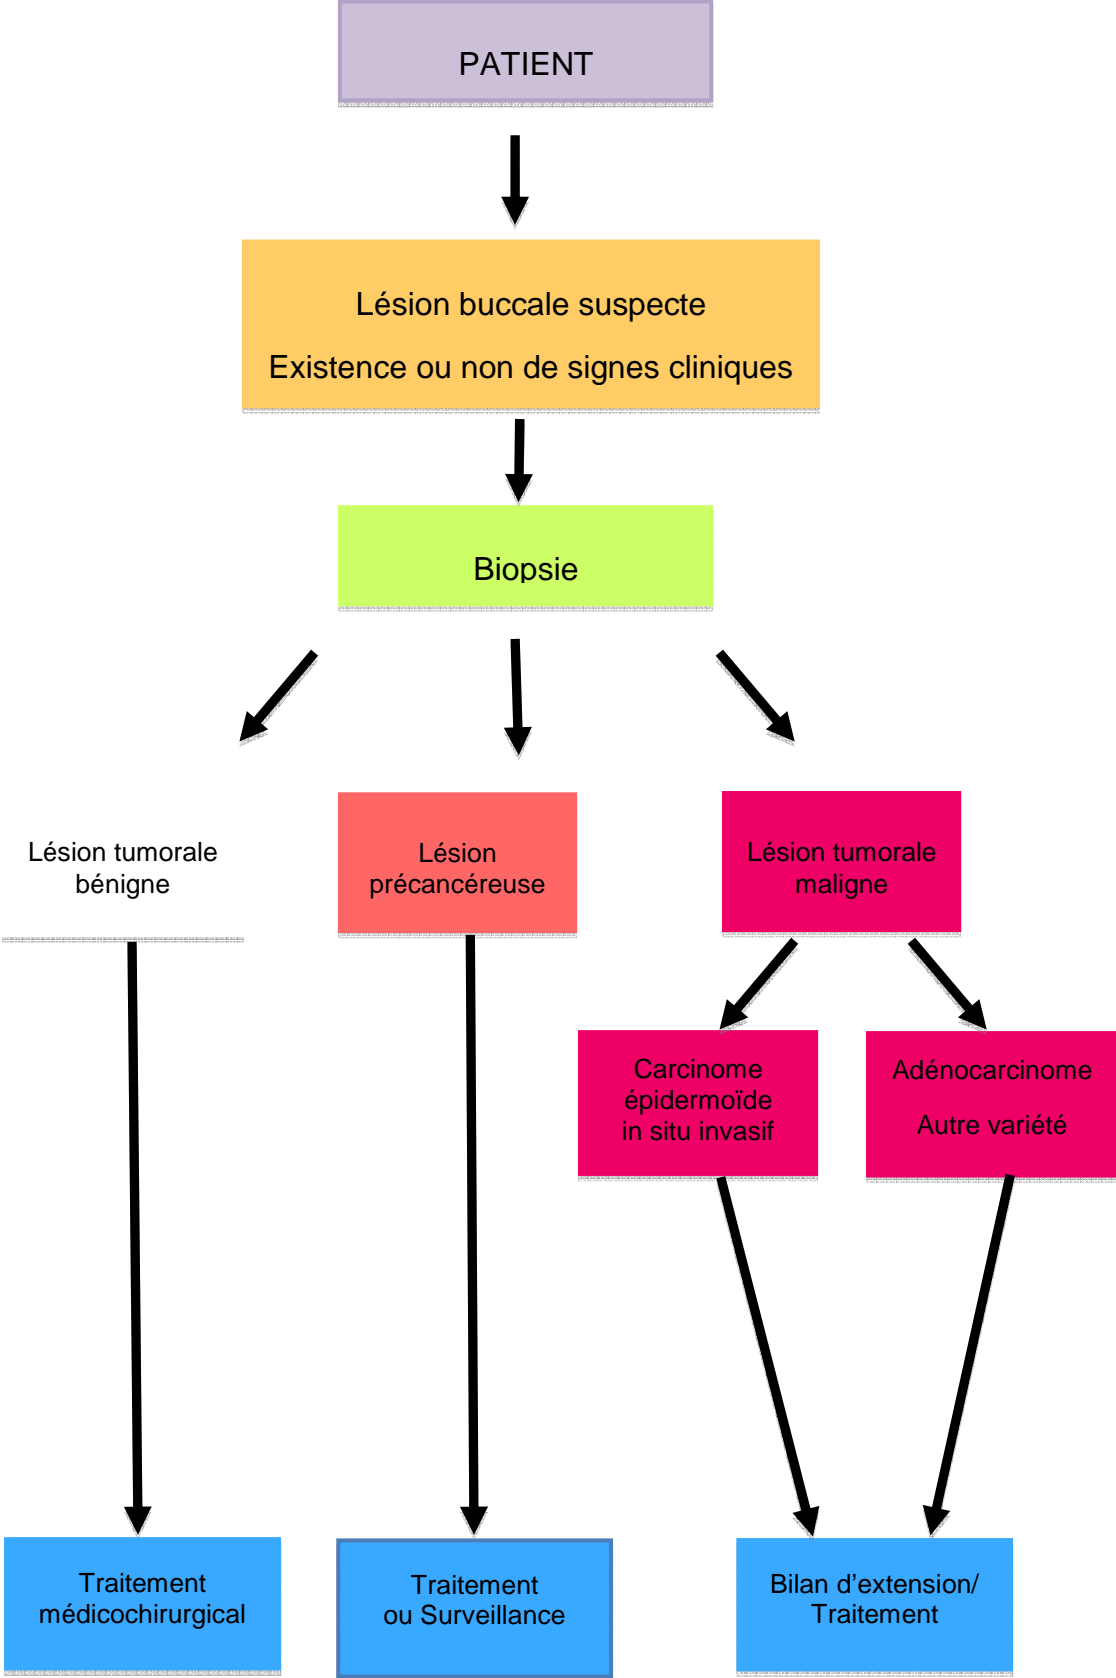 PATIENT
Lésion buccale suspecte
Existence ou non de signes cliniques
Biopsie
Lésion tumorale
bénigne
Lésion
précancéreuse
Lésion tumorale
maligne
Carcinome
épidermoïde
in situ invasif
Adénocarcinome
Autre variété
Traitement
médicochirurgical
Traitement
ou Surveillance
Bilan d’extension/
Traitement